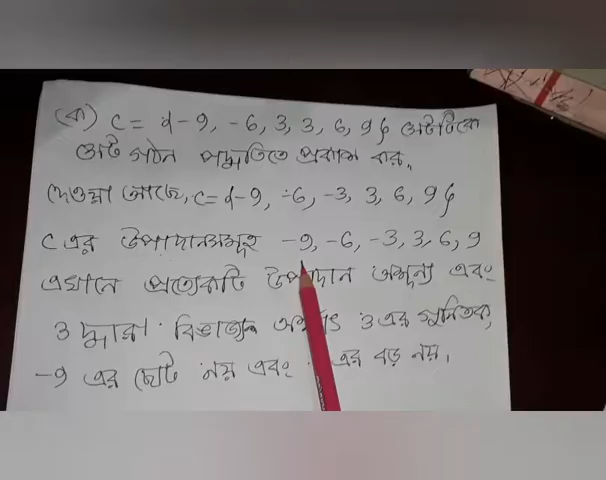 (ক) C = {-9, -6, 3, 3, 6, 9} সেটটিকে
সেট গঠন পদ্ধতিতে প্রকাশ কর,
দেওয়া আছে, C = {-9, -6, -3, 3, 6, 9}
C এর উপাদানসমূহ -9, -6, -3, 3, 6, 9
এখানে প্রত্যেকটি উপাদান অশূন্য এবং
3 দ্বারা বিভাজ্য অর্থাৎ 3 এর গুণিতক,
-9 এর ছোট নয় এবং এর বড় নয়।